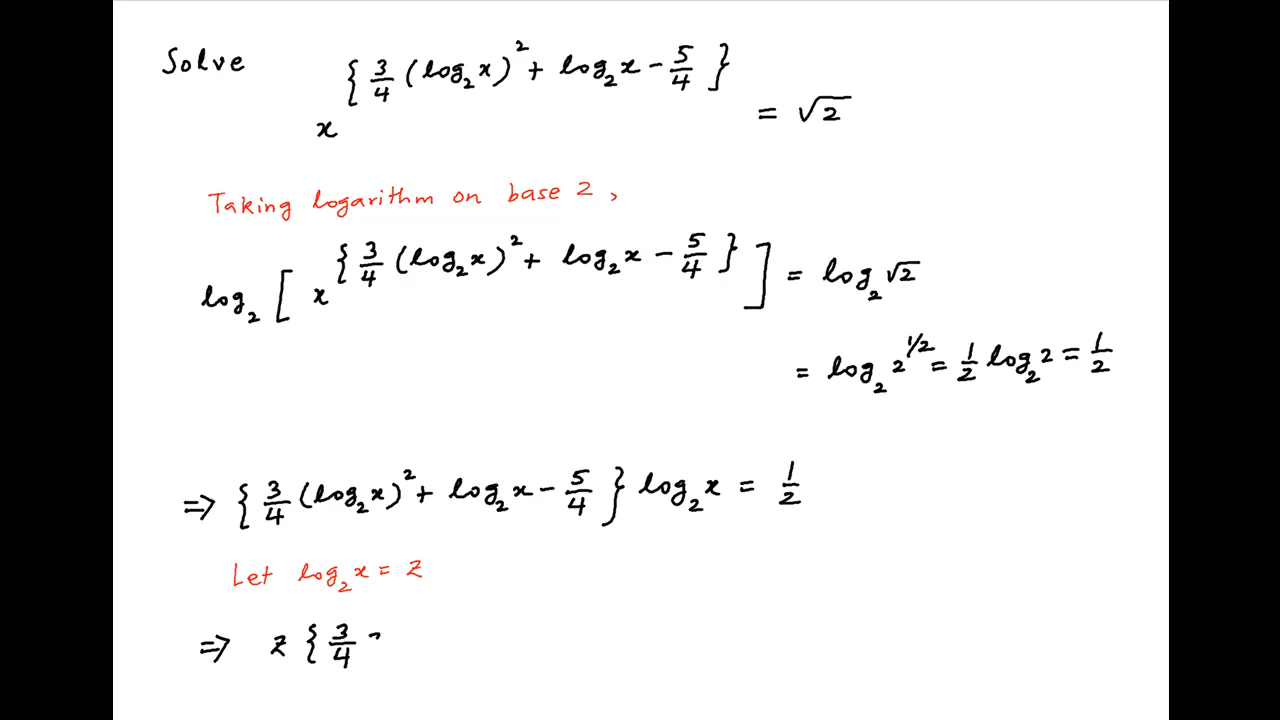 Solve x^{3/4 (log₂x)² + log₂x − 5/4} = √2
Taking logarithm on base 2,
log₂ [ x^{3/4 (log₂x)² + log₂x − 5/4} ] = log₂ √2
= log₂ 2^{1/2} = 1/2 log₂ 2 = 1/2
⇒ {3/4 (log₂x)² + log₂x − 5/4} log₂x = 1/2
Let log₂x = z
⇒ z {3/4